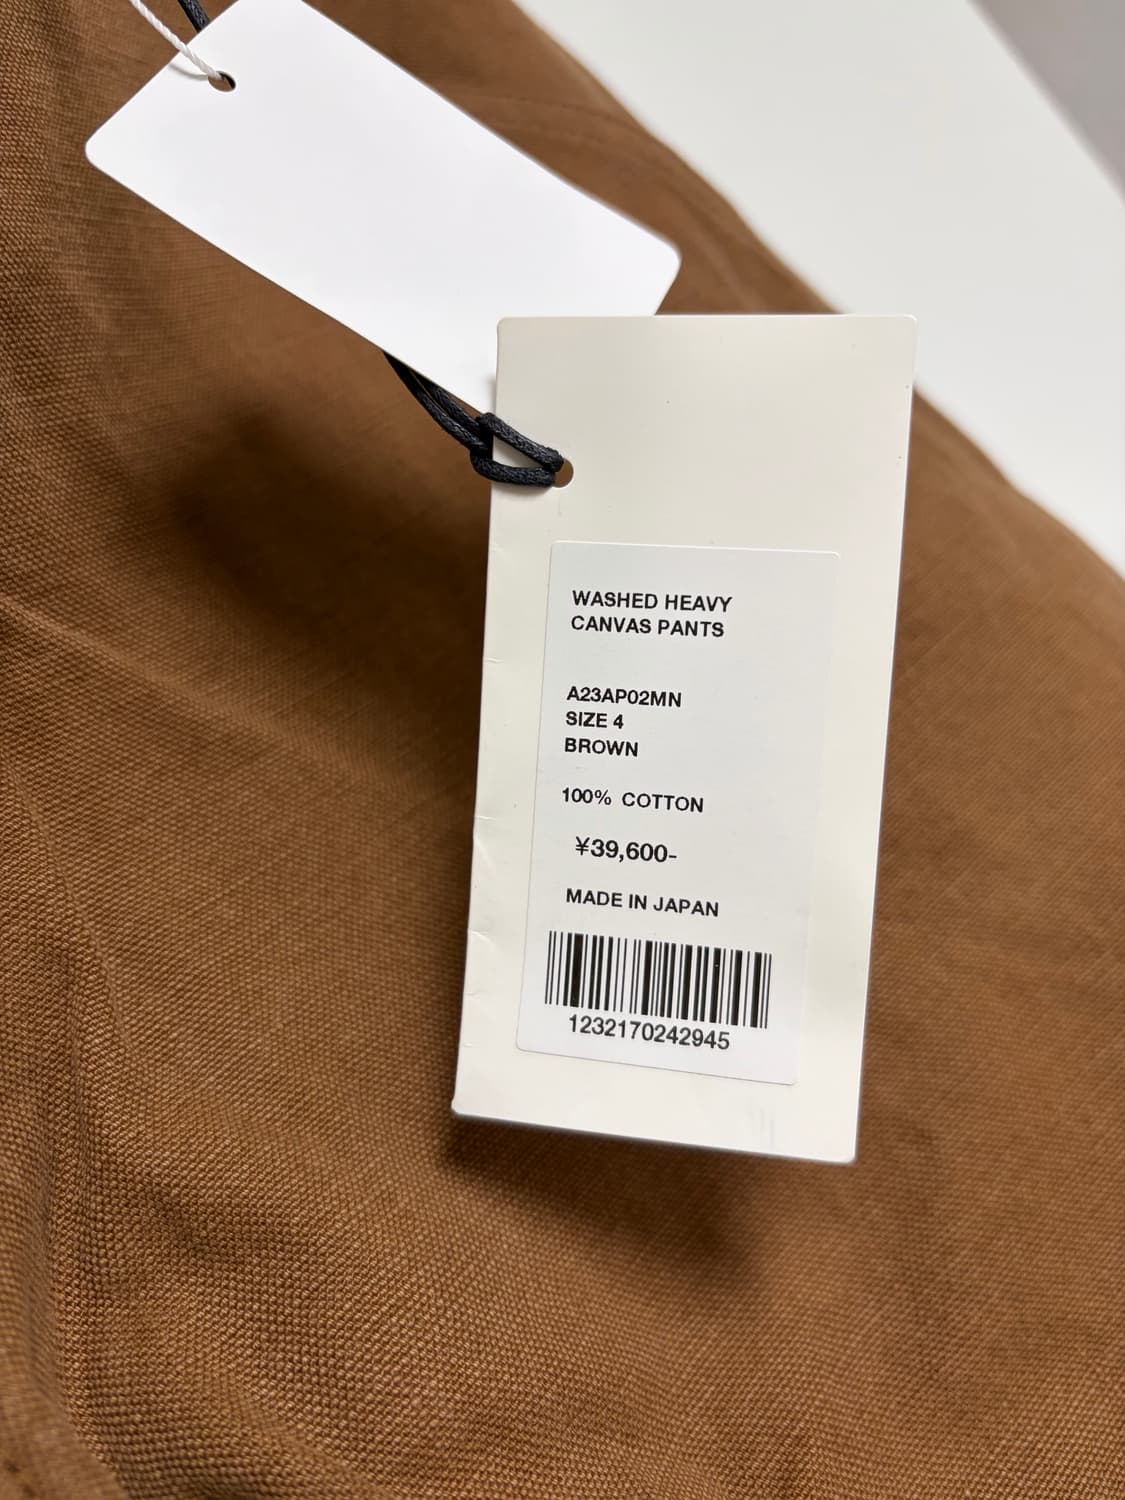 WASHED HEAVY
CANVAS PANTS
A23AP02MN
SIZE 4
BROWN
100% COTTON
¥39,600-
MADE IN JAPAN
1232170242945